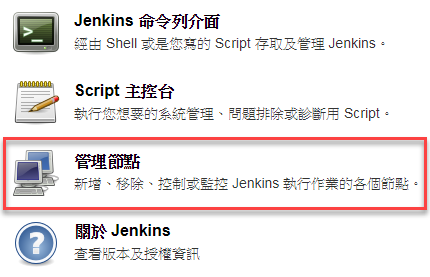 Jenkins 命令列介面
經由 Shell 或是您寫的 Script 存取及管理 Jenkins。
Script 主控台
執行您想要的系統管理、問題排除或診斷用 Script。
管理節點
新增、移除、控制或監控 Jenkins 執行作業的各個節點。
關於 Jenkins
查看版本及授權資訊